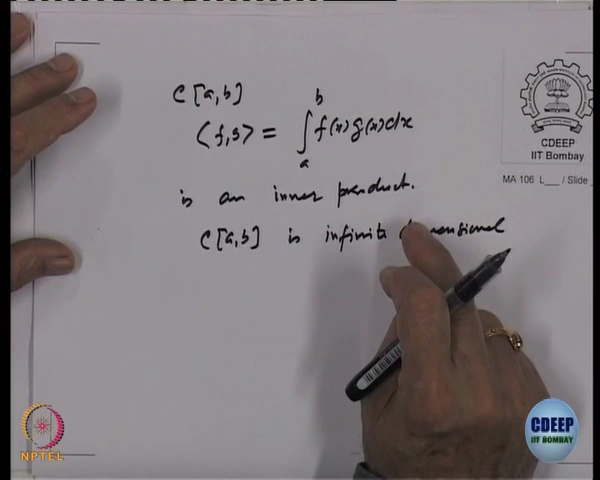 C[a,b]
⟨f,g⟩ = ∫_a^b f(x) g(x) dx
is an inner product.
C[a,b] is infinite dimensional
CDEEP
IIT Bombay
MA 106 L___ / Slide
NPTEL
CDEEP
IIT BOMBAY